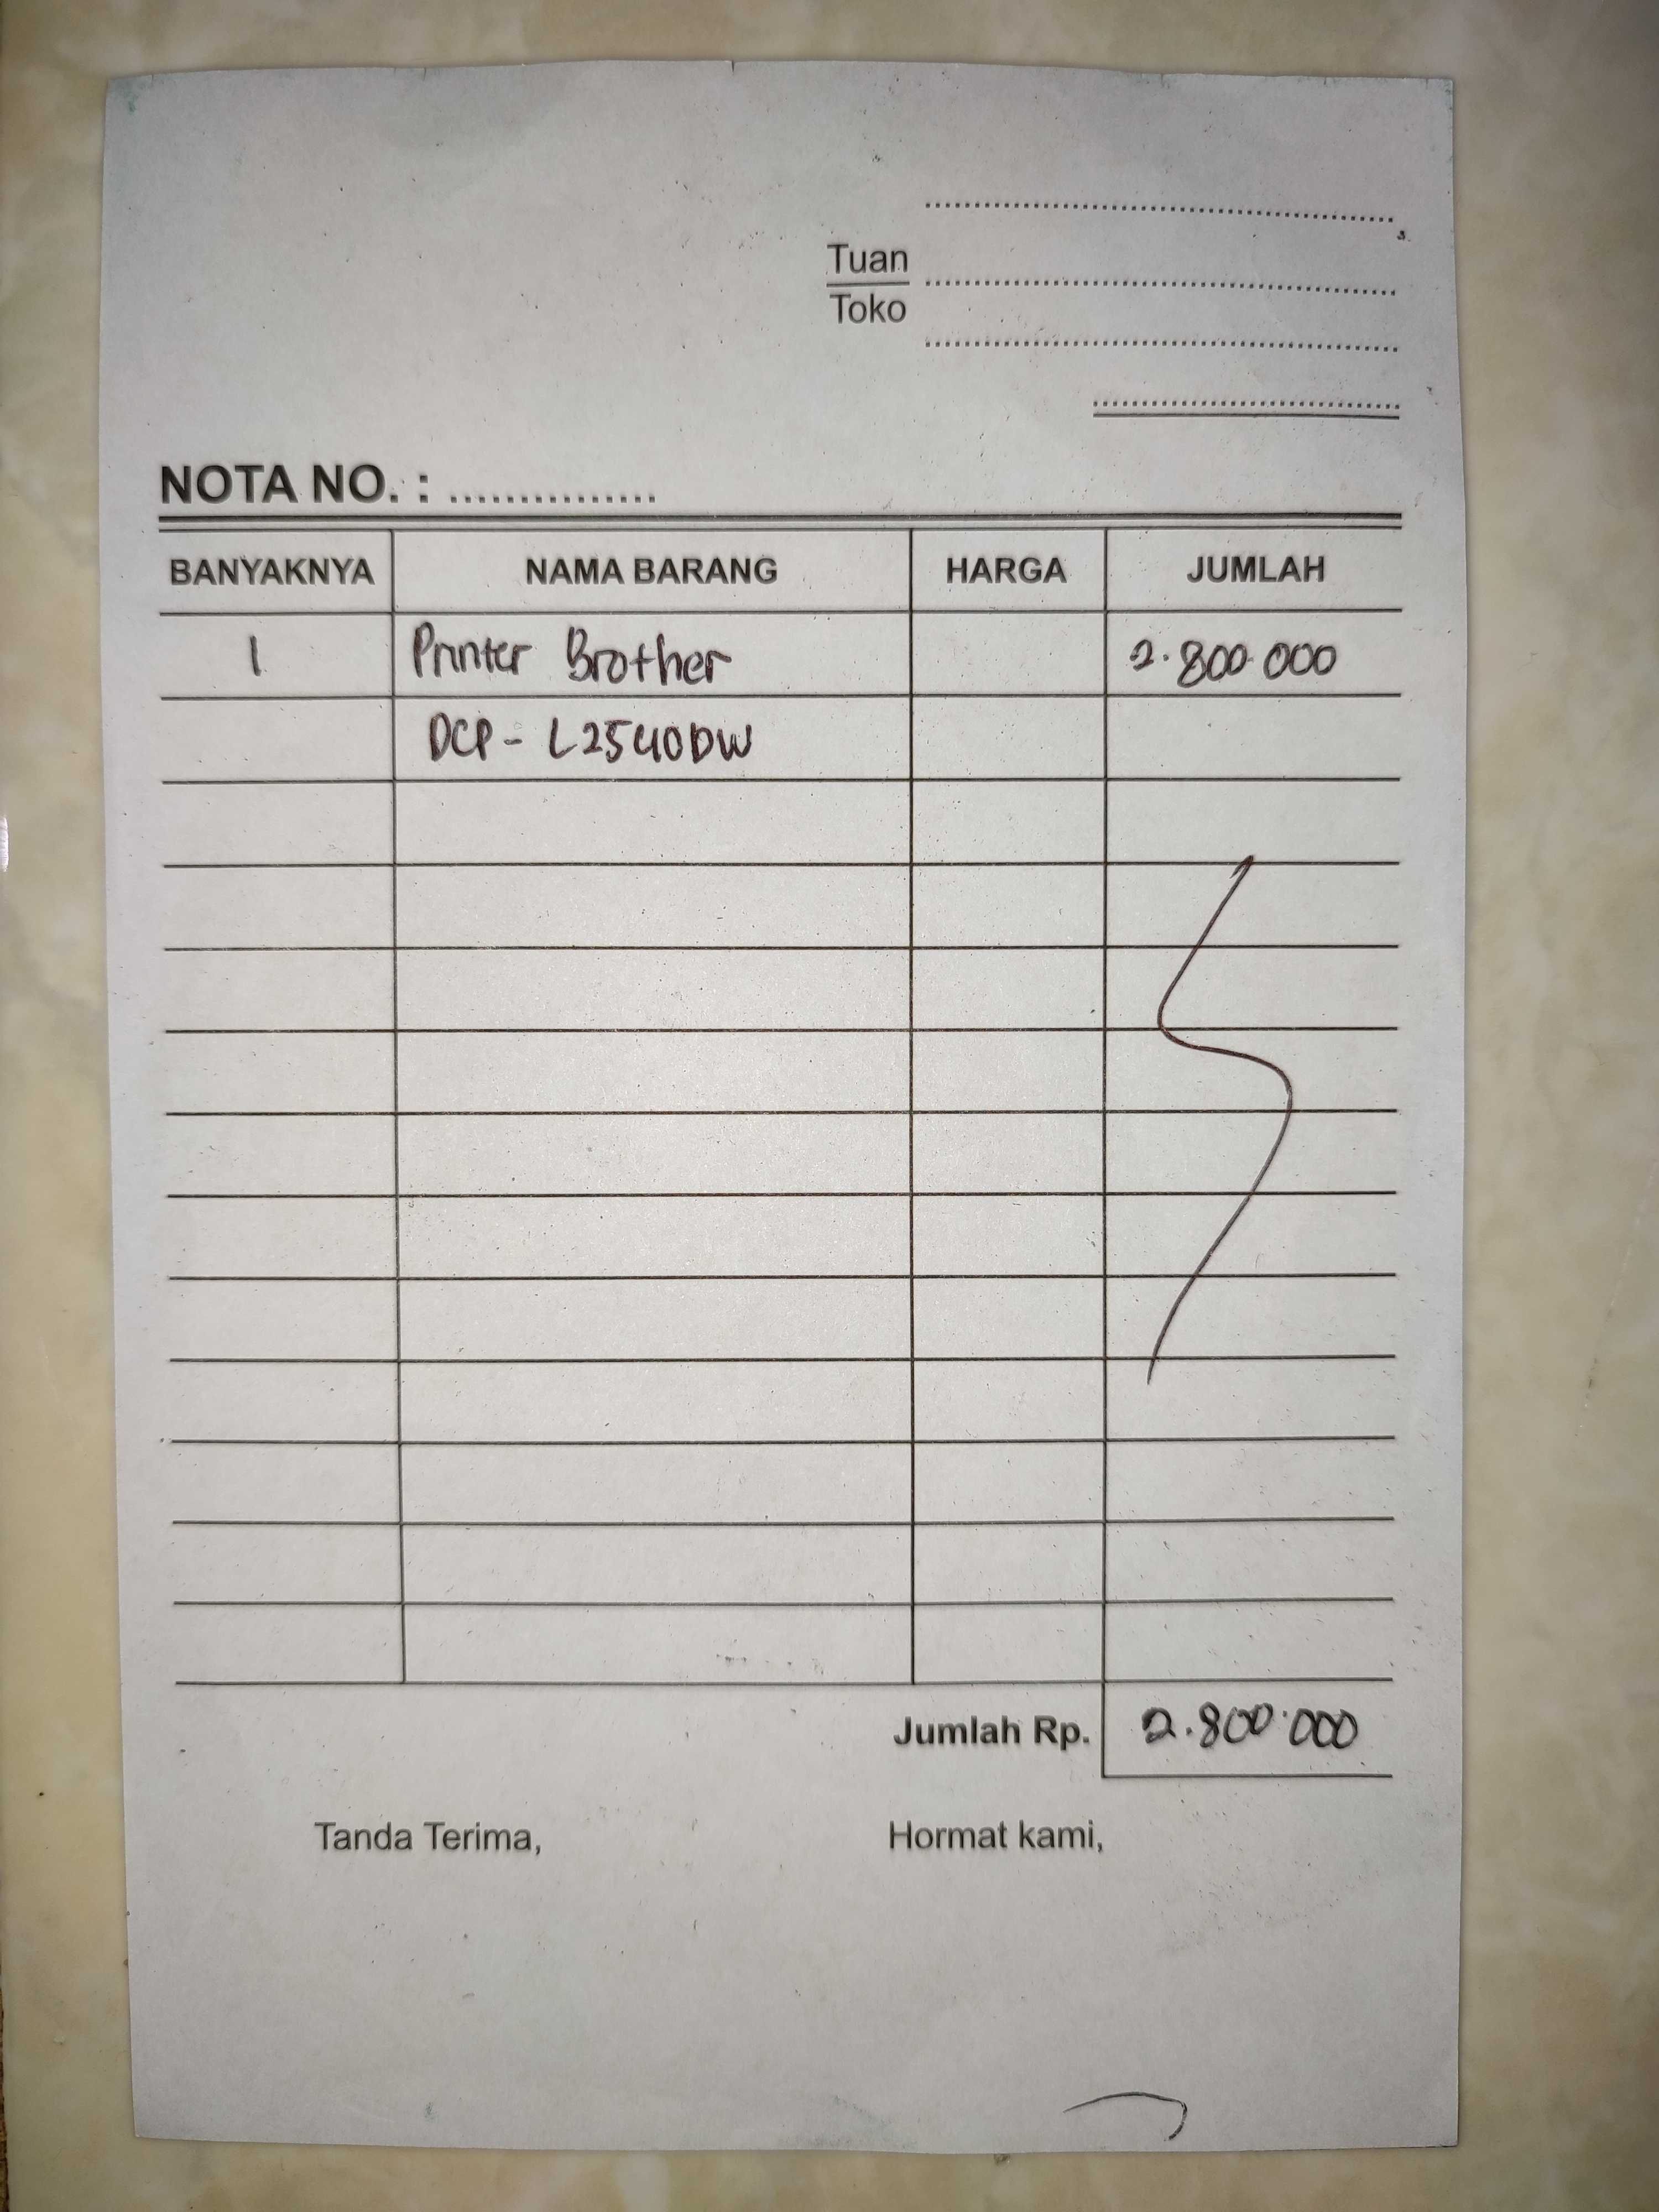 Tuan
Toko
NOTA NO. : ...............
BANYAKNYA NAMA BARANG HARGA JUMLAH
1 Printer Brother 2.800.000
DCP - L2540DW
Jumlah Rp. 2.800.000
Tanda Terima, Hormat kami,